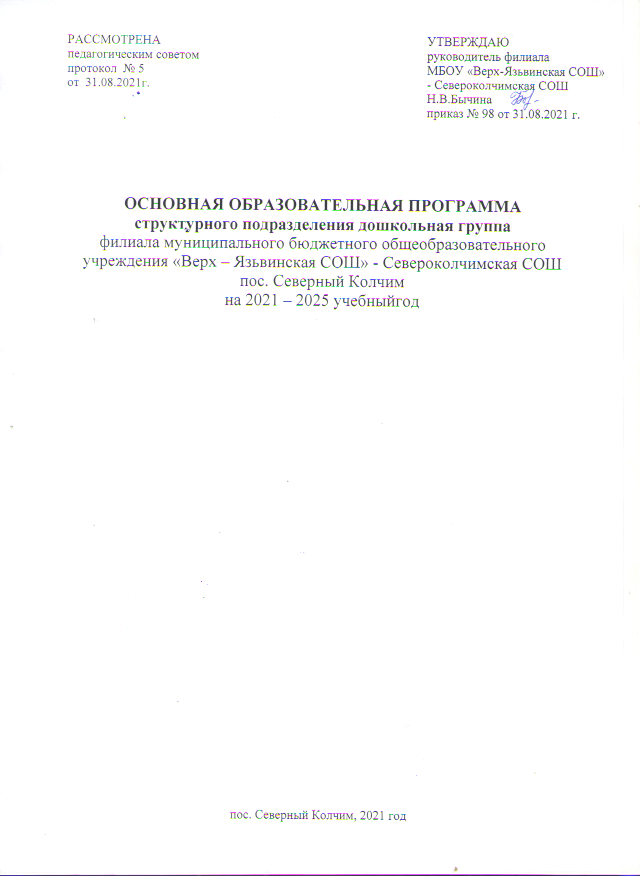 РАССМОТРЕНА
педагогическим советом
протокол № 5
от 31.08.2021г.
УТВЕРЖДАЮ
руководитель филиала
МБОУ «Верх-Язьвинская СОШ»
- Североколчимская СОШ
Н.В.Бычина
приказ № 98 от 31.08.2021 г.
ОСНОВНАЯ ОБРАЗОВАТЕЛЬНАЯ ПРОГРАММА
структурного подразделения дошкольная группа
филиала муниципального бюджетного общеобразовательного
учреждения «Верх – Язьвинская СОШ» - Североколчимская СОШ
пос. Северный Колчим
на 2021 – 2025 учебныйгод
пос. Северный Колчим, 2021 год